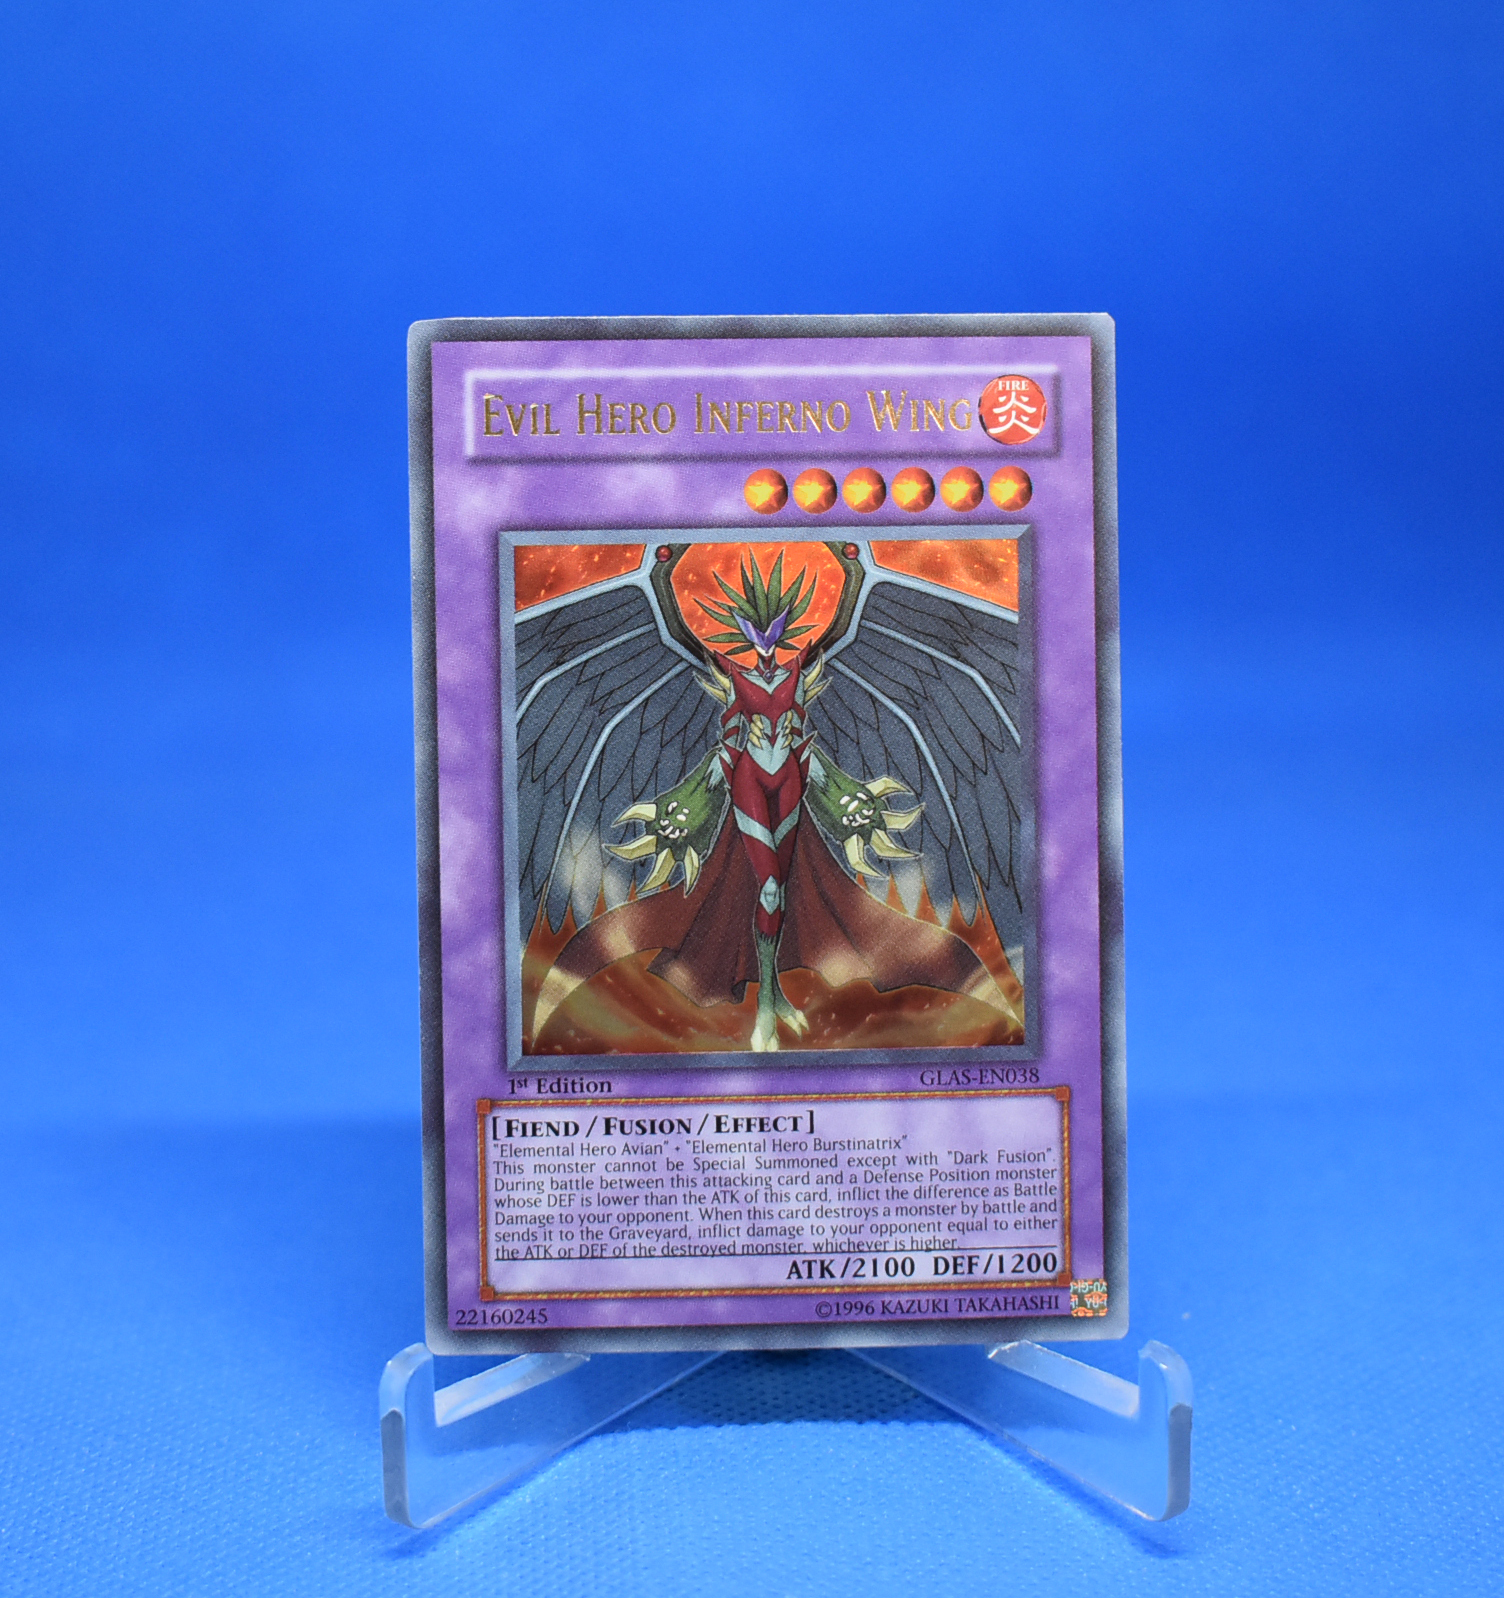 EVIL HERO INFERNO WING
FIRE
炎
1st Edition
GLAS-EN038
[FIEND/FUSION/EFFECT]
"Elemental Hero Avian" + "Elemental Hero Burstinatrix"
This monster cannot be Special Summoned except with "Dark Fusion".
During battle between this attacking card and a Defense Position monster
whose DEF is lower than the ATK of this card, inflict the difference as Battle
Damage to your opponent. When this card destroys a monster by battle and
sends it to the Graveyard, inflict damage to your opponent equal to either
the ATK or DEF of the destroyed monster, whichever is higher.
ATK/2100 DEF/1200
22160245
©1996 KAZUKI TAKAHASHI